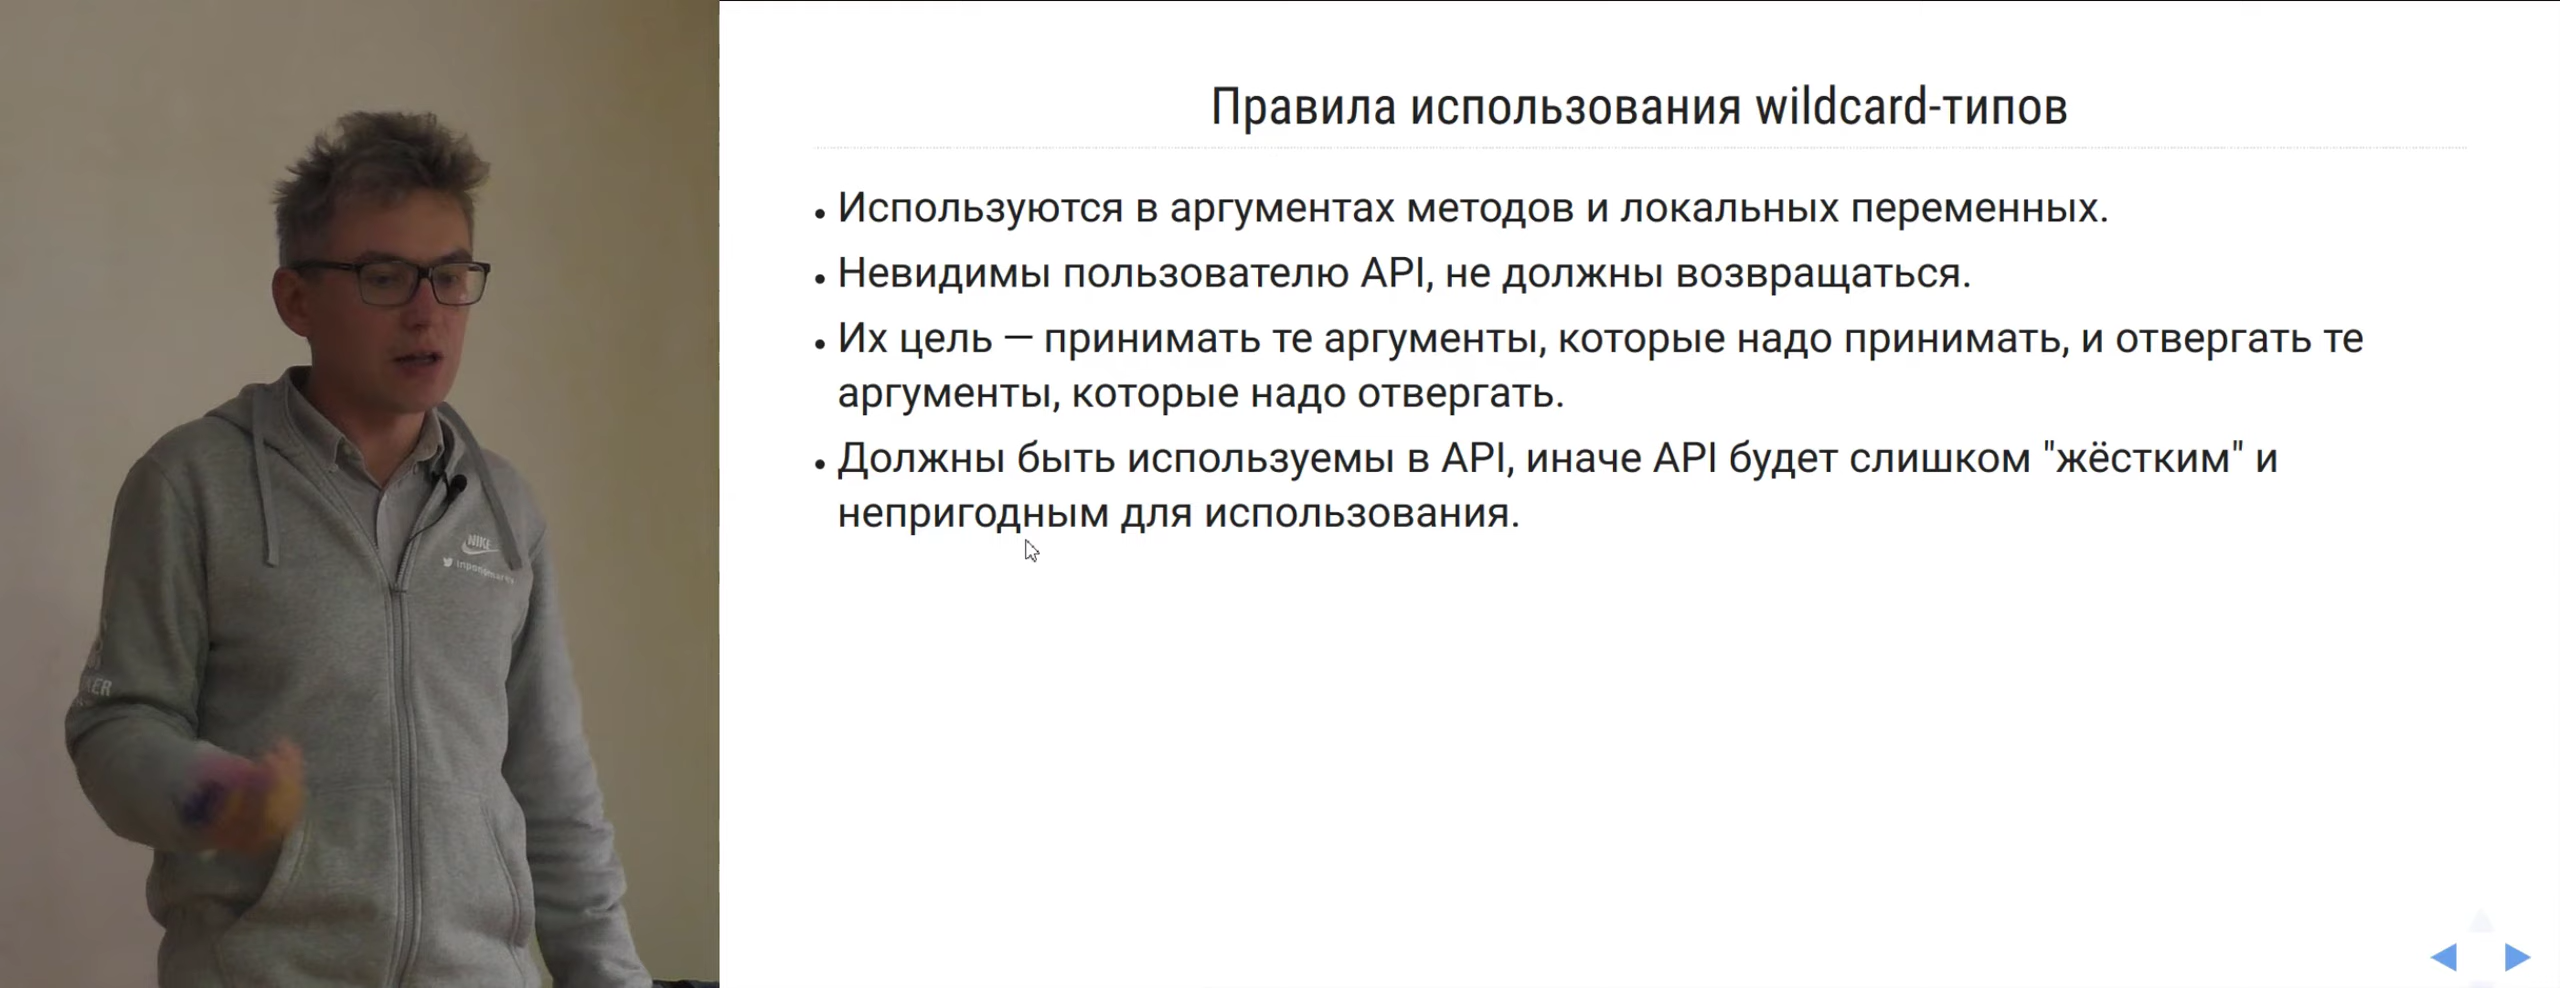 Правила использования wildcard-типов
• Используются в аргументах методов и локальных переменных.
• Невидимы пользователю API, не должны возвращаться.
• Их цель — принимать те аргументы, которые надо принимать, и отвергать те
аргументы, которые надо отвергать.
• Должны быть используемы в API, иначе API будет слишком "жёстким" и
непригодным для использования.
NIKE